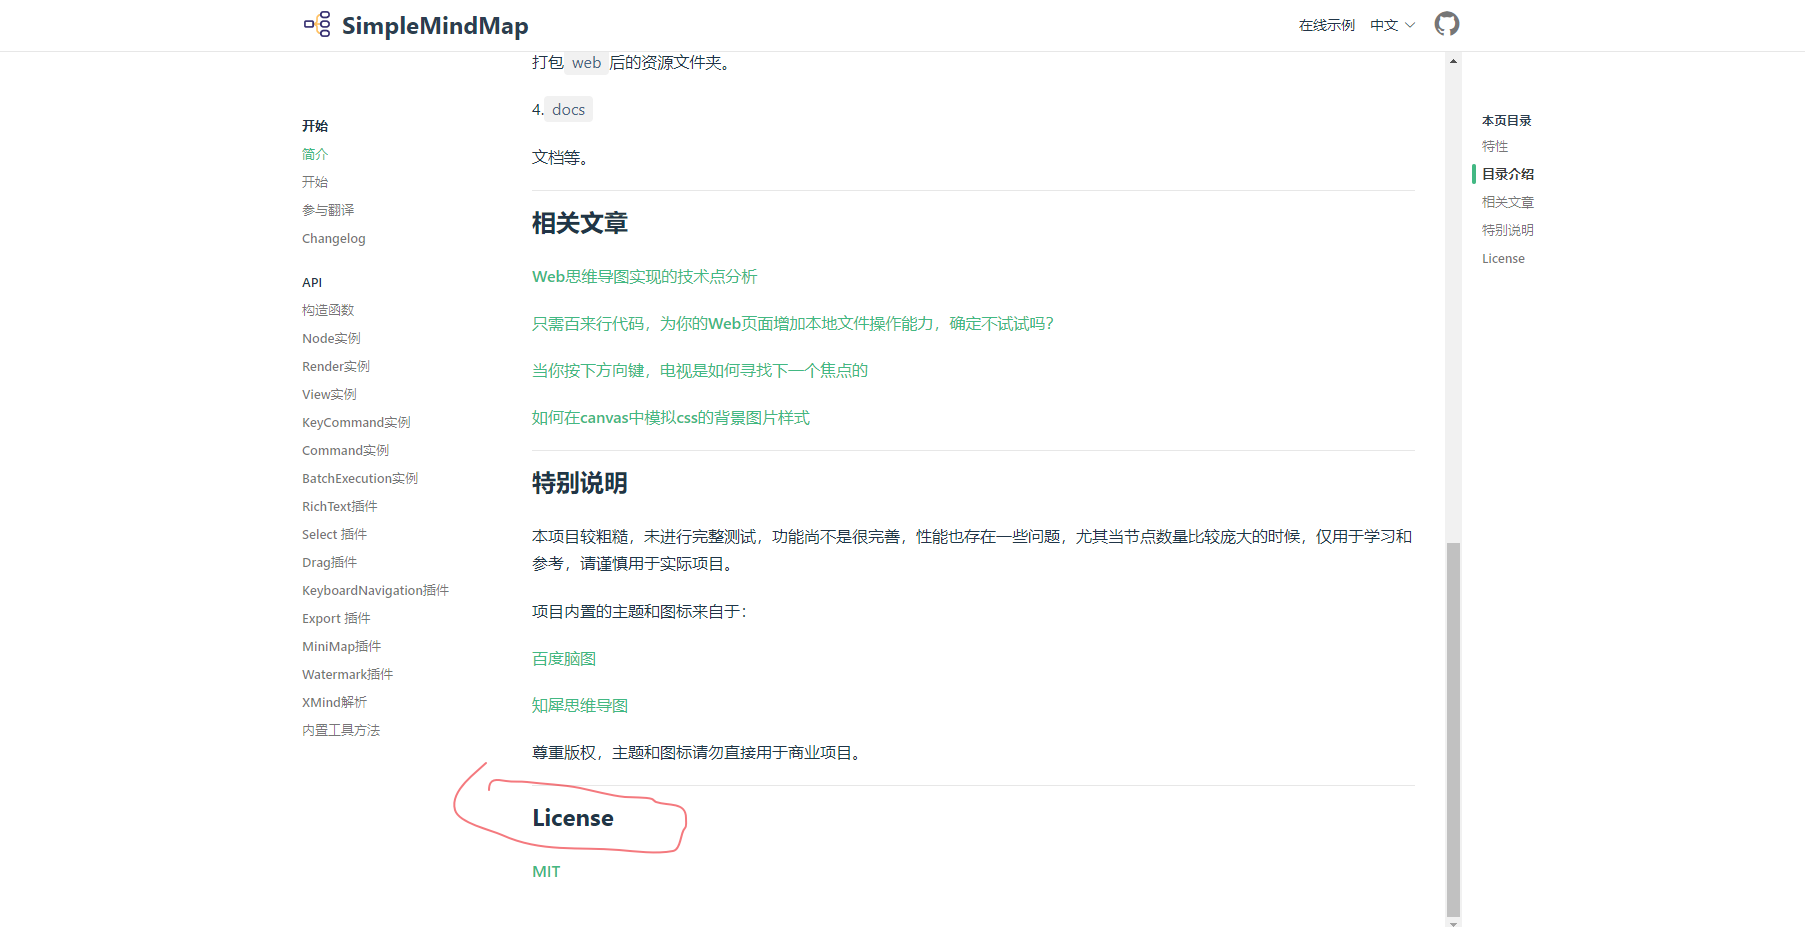 SimpleMindMap
在线示例 中文
开始
简介
开始
参与翻译
Changelog
API
构造函数
Node实例
Render实例
View实例
KeyCommand实例
Command实例
BatchExecution实例
RichText插件
Select 插件
Drag插件
KeyboardNavigation插件
Export 插件
MiniMap插件
Watermark插件
XMind解析
内置工具方法
打包 web 后的资源文件夹。
4. docs
文档等。
相关文章
Web思维导图实现的技术点分析
只需百来行代码，为你的Web页面增加本地文件操作能力，确定不试试吗？
当你按下方向键，电视是如何寻找下一个焦点的
如何在canvas中模拟css的背景图片样式
特别说明
本项目较粗糙，未进行完整测试，功能尚不是很完善，性能也存在一些问题，尤其当节点数量比较庞大的时候，仅用于学习和
参考，请谨慎用于实际项目。
项目内置的主题和图标来自于：
百度脑图
知犀思维导图
尊重版权，主题和图标请勿直接用于商业项目。
License
MIT
本页目录
特性
目录介绍
相关文章
特别说明
License